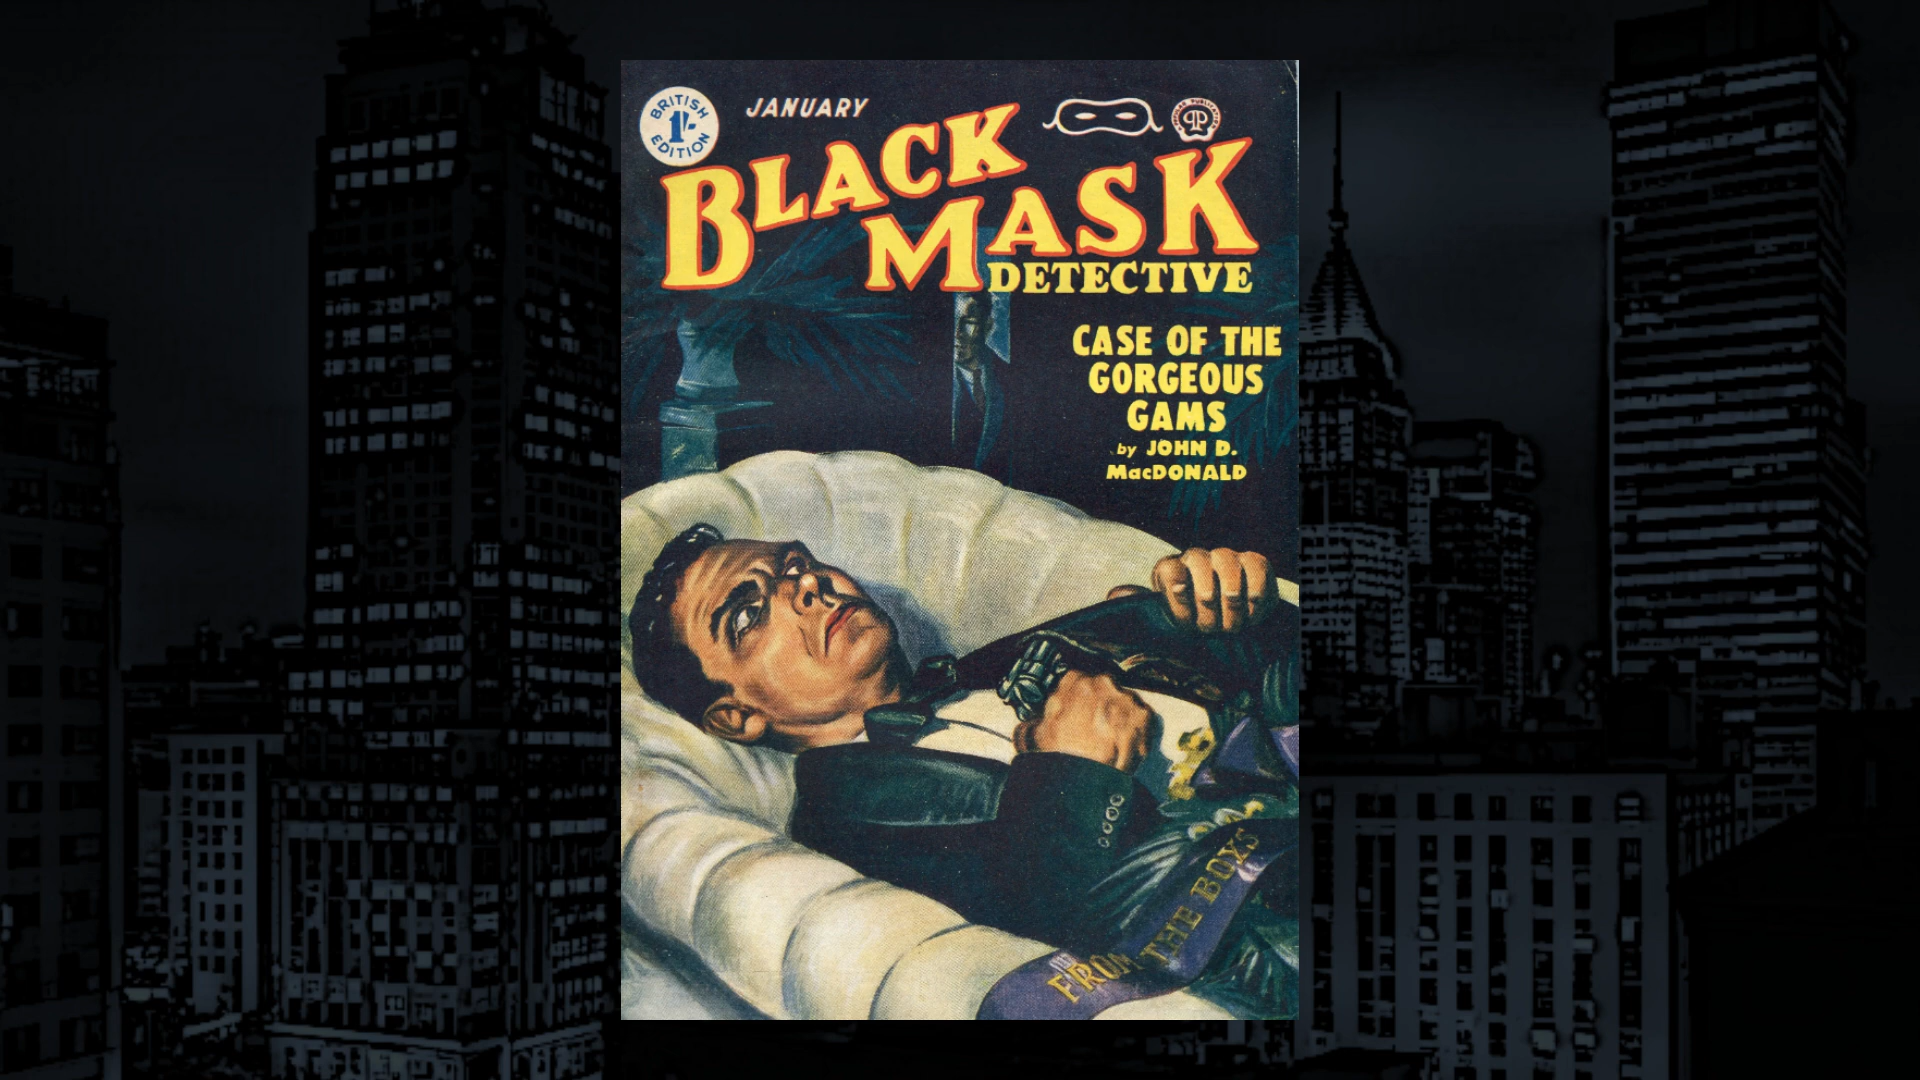 BRITISH
1/-
EDITION
JANUARY
BLACK
MASK
DETECTIVE
CASE OF THE
GORGEOUS
GAMS
by JOHN D.
MacDONALD
FROM THE BOYS